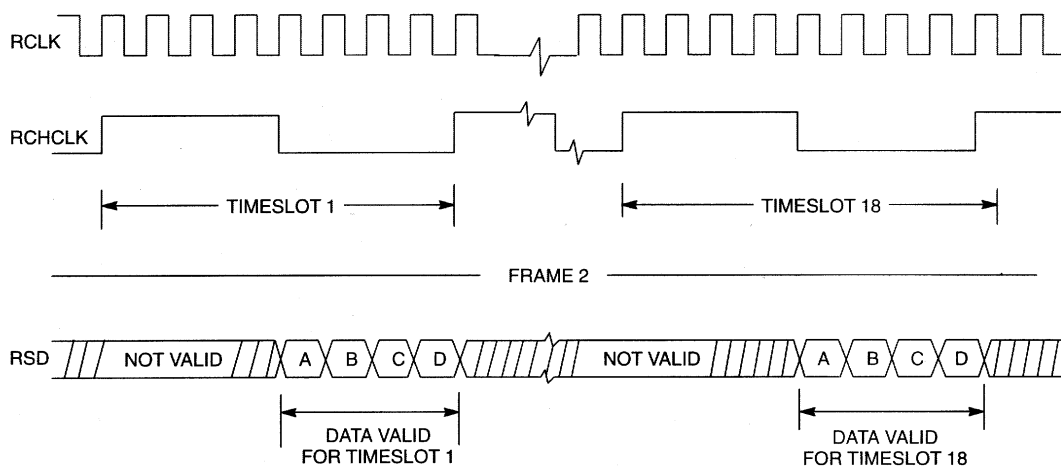 RCLK
RCHCLK
TIMESLOT 1
TIMESLOT 18
FRAME 2
RSD
NOT VALID
A
B
C
D
NOT VALID
A
B
C
D
DATA VALID
FOR TIMESLOT 1
DATA VALID
FOR TIMESLOT 18